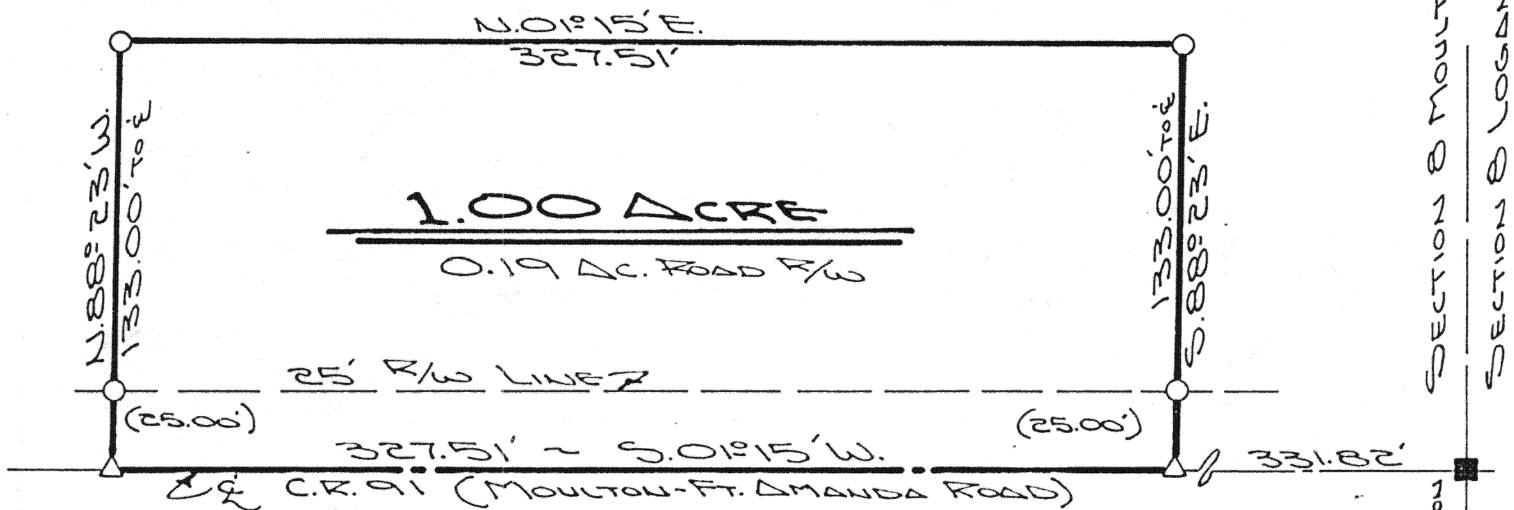 N.01°15'E.
327.51'
N.88°23'W.
133.00' TO ℄
133.00' TO ℄
S.88°23'E.
1.00 ACRE
0.19 AC. ROAD R/W
25' R/W LINE
(25.00')
(25.00')
327.51' ~ S.01°15'W.
331.82'
℄ C.R. 91 (MOULTON-FT. AMANDA ROAD)
SECTION 8
SECTION 8